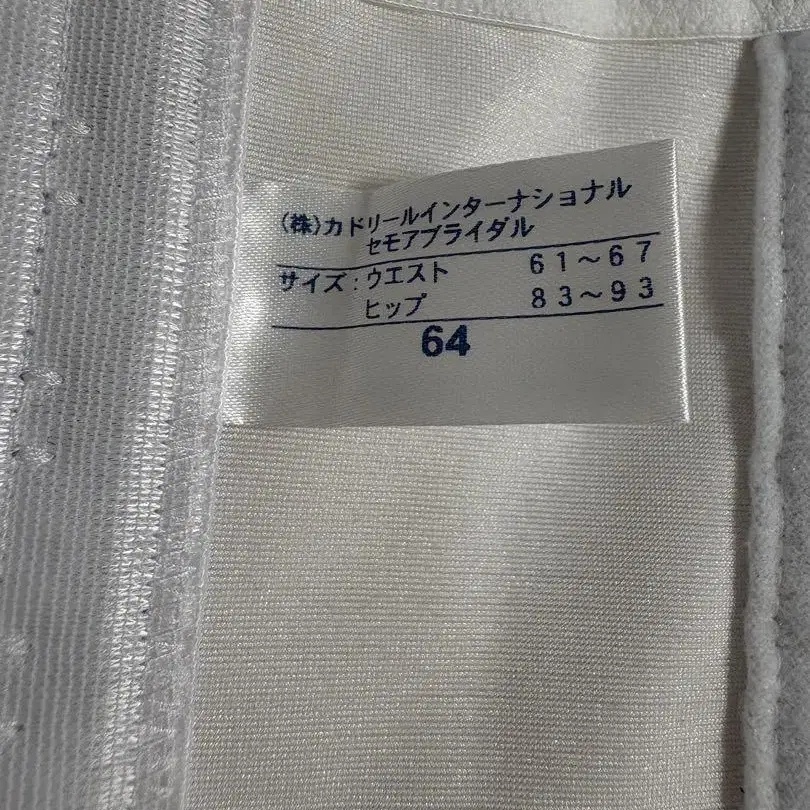 (株)カドリールインターナショナル
セモアブライダル
サイズ:ウエスト 61～67
ヒップ 83～93
64